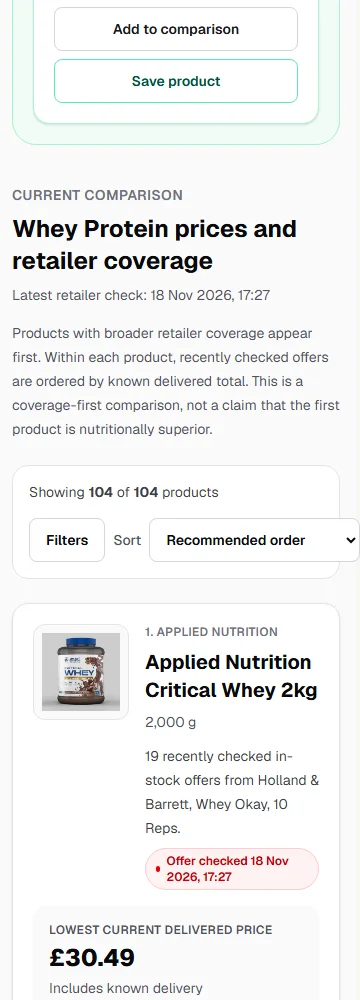 Add to comparison
Save product
CURRENT COMPARISON
Whey Protein prices and
retailer coverage
Latest retailer check: 18 Nov 2026, 17:27
Products with broader retailer coverage appear
first. Within each product, recently checked offers
are ordered by known delivered total. This is a
coverage-first comparison, not a claim that the first
product is nutritionally superior.
Showing 104 of 104 products
Filters
Sort
Recommended order
1. APPLIED NUTRITION
Applied Nutrition
Critical Whey 2kg
WHEY
2,000 g
19 recently checked in-
stock offers from Holland &
Barrett, Whey Okay, 10
Reps.
Offer checked 18 Nov
2026, 17:27
LOWEST CURRENT DELIVERED PRICE
£30.49
Includes known delivery